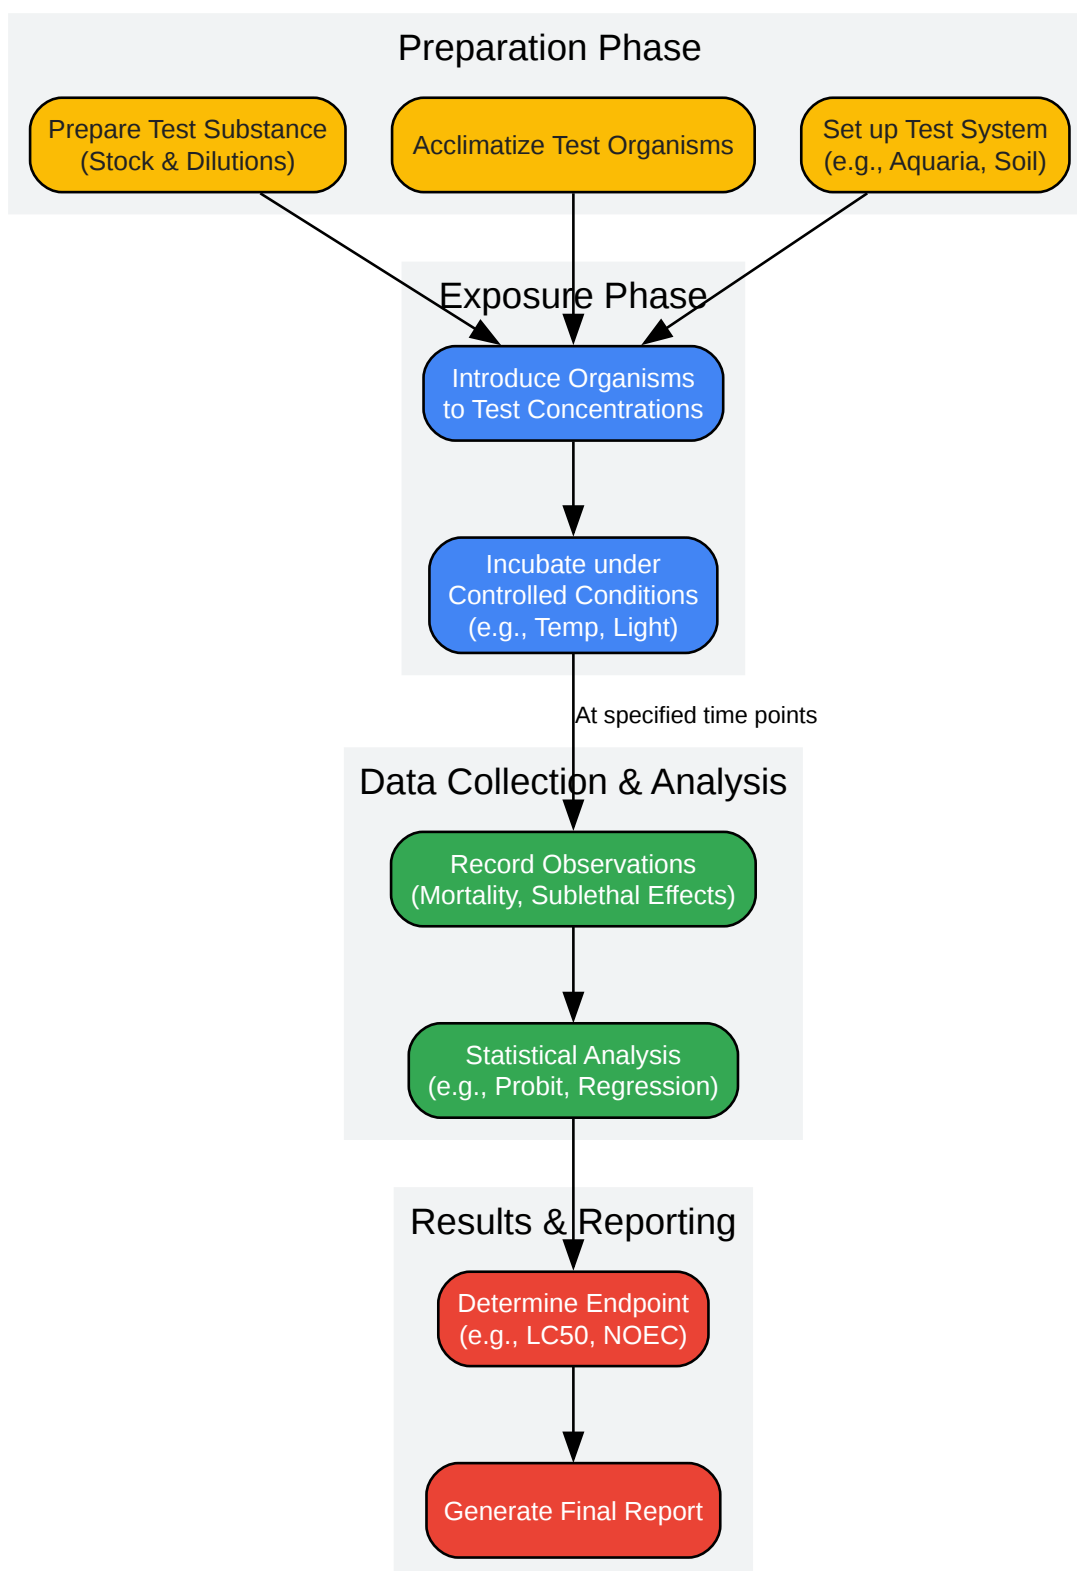 Preparation Phase
Prepare Test Substance
(Stock & Dilutions)
Acclimatize Test Organisms
Set up Test System
(e.g., Aquaria, Soil)
Exposure Phase
Introduce Organisms
to Test Concentrations
Incubate under
Controlled Conditions
(e.g., Temp, Light)
At specified time points
Data Collection & Analysis
Record Observations
(Mortality, Sublethal Effects)
Statistical Analysis
(e.g., Probit, Regression)
Results & Reporting
Determine Endpoint
(e.g., LC50, NOEC)
Generate Final Report